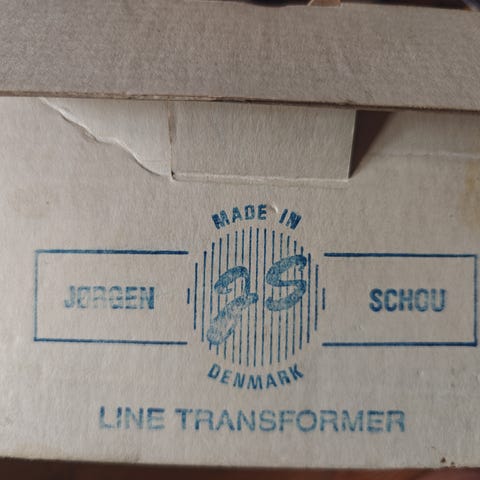 MADE IN
JØRGEN JS SCHOU
DENMARK
LINE TRANSFORMER